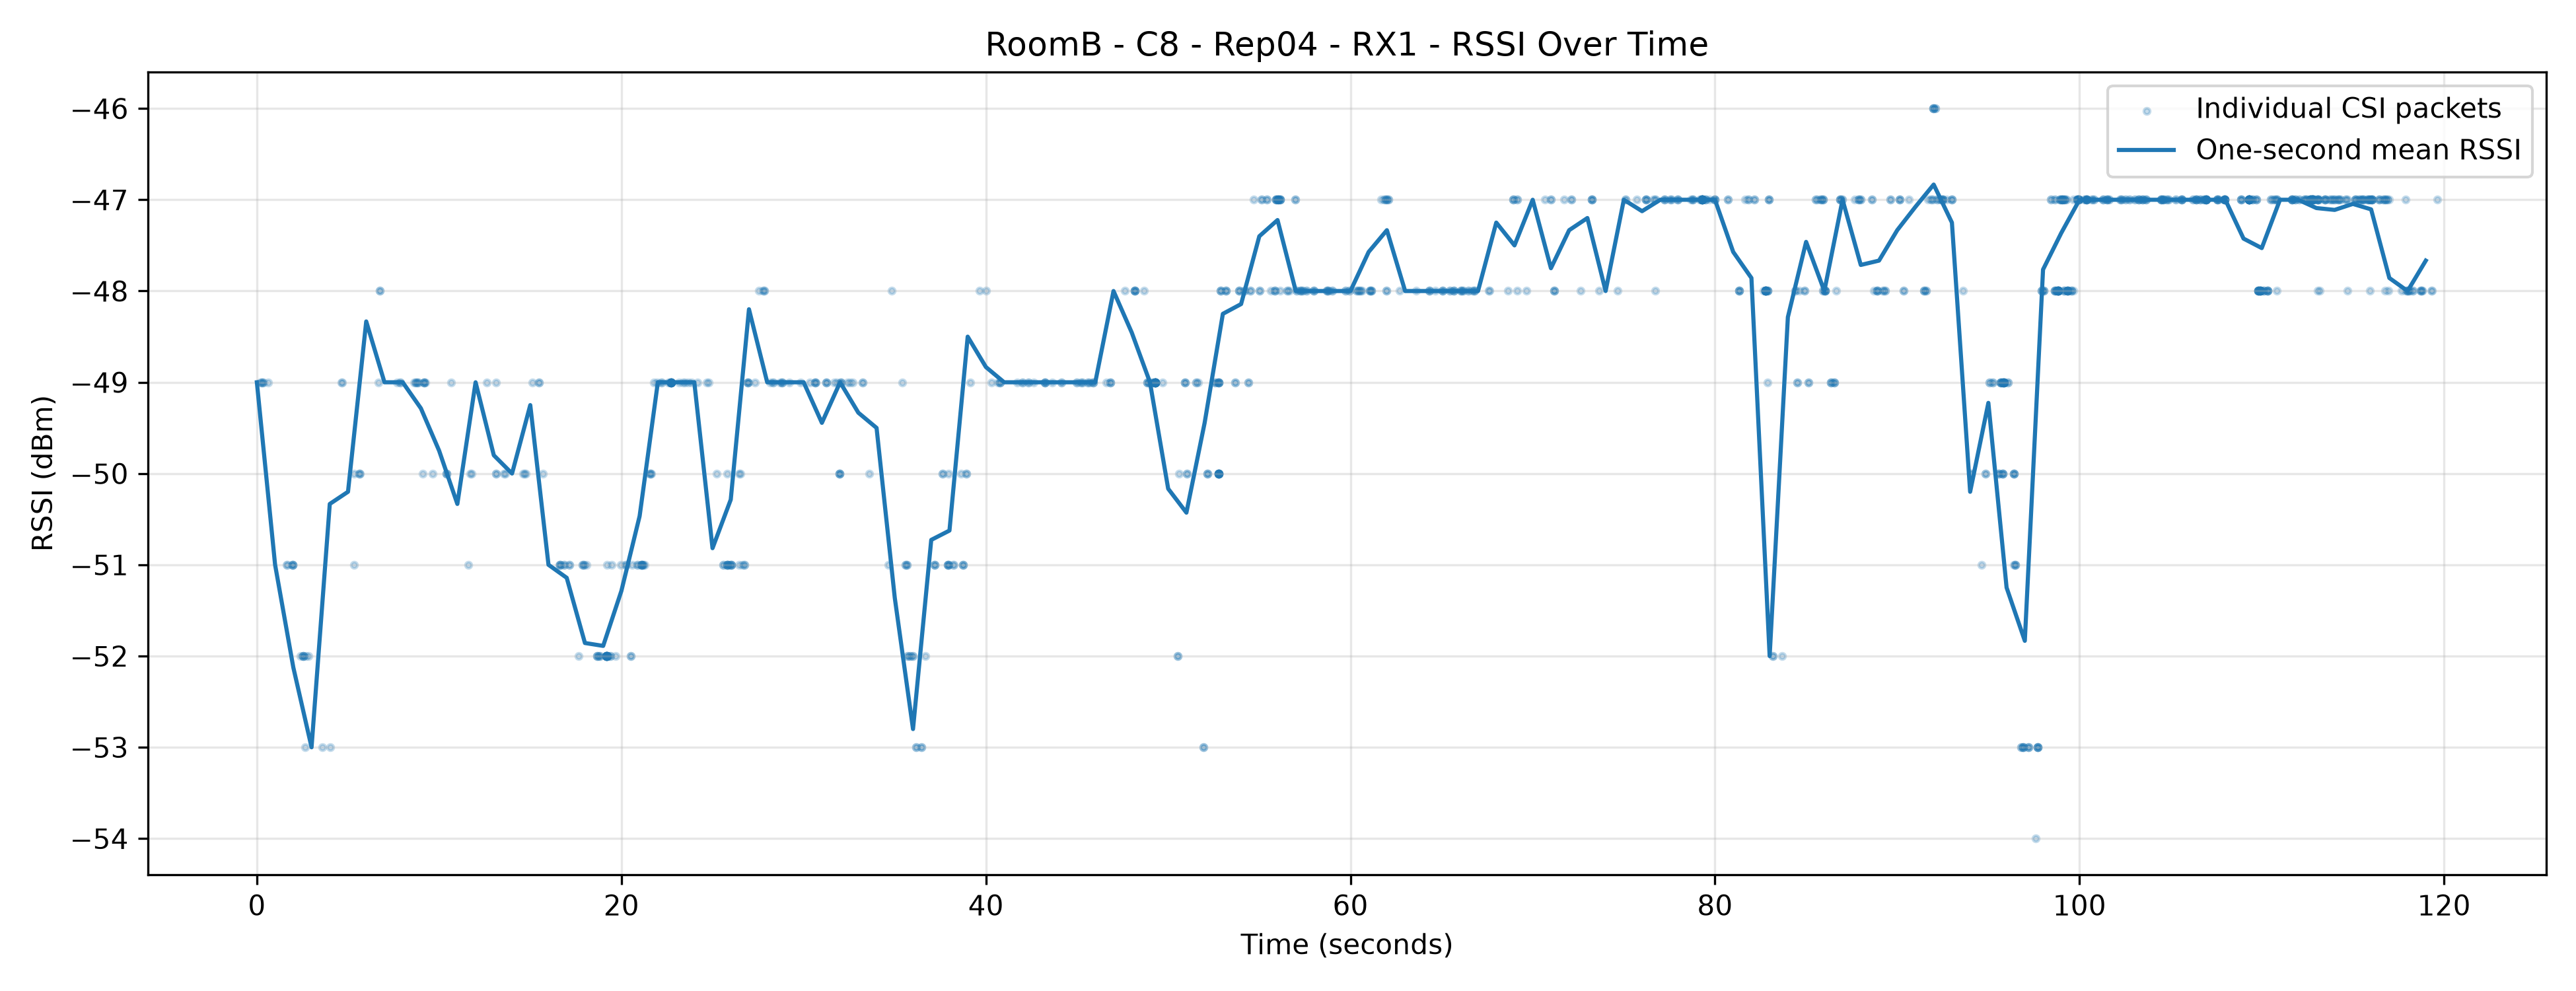 RoomB - C8 - Rep04 - RX1 - RSSI Over Time
Individual CSI packets
One-second mean RSSI
RSSI (dBm)
−46
−47
−48
−49
−50
−51
−52
−53
−54
0 20 40 60 80 100 120
Time (seconds)